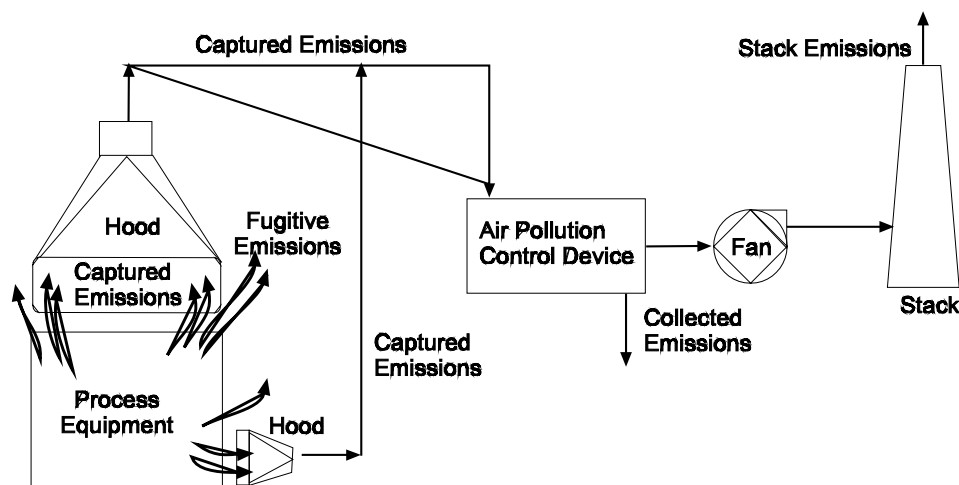 Captured Emissions
Stack Emissions
Hood
Fugitive
Emissions
Captured
Emissions
Air Pollution
Control Device
Fan
Stack
Collected
Emissions
Captured
Emissions
Process
Equipment
Hood